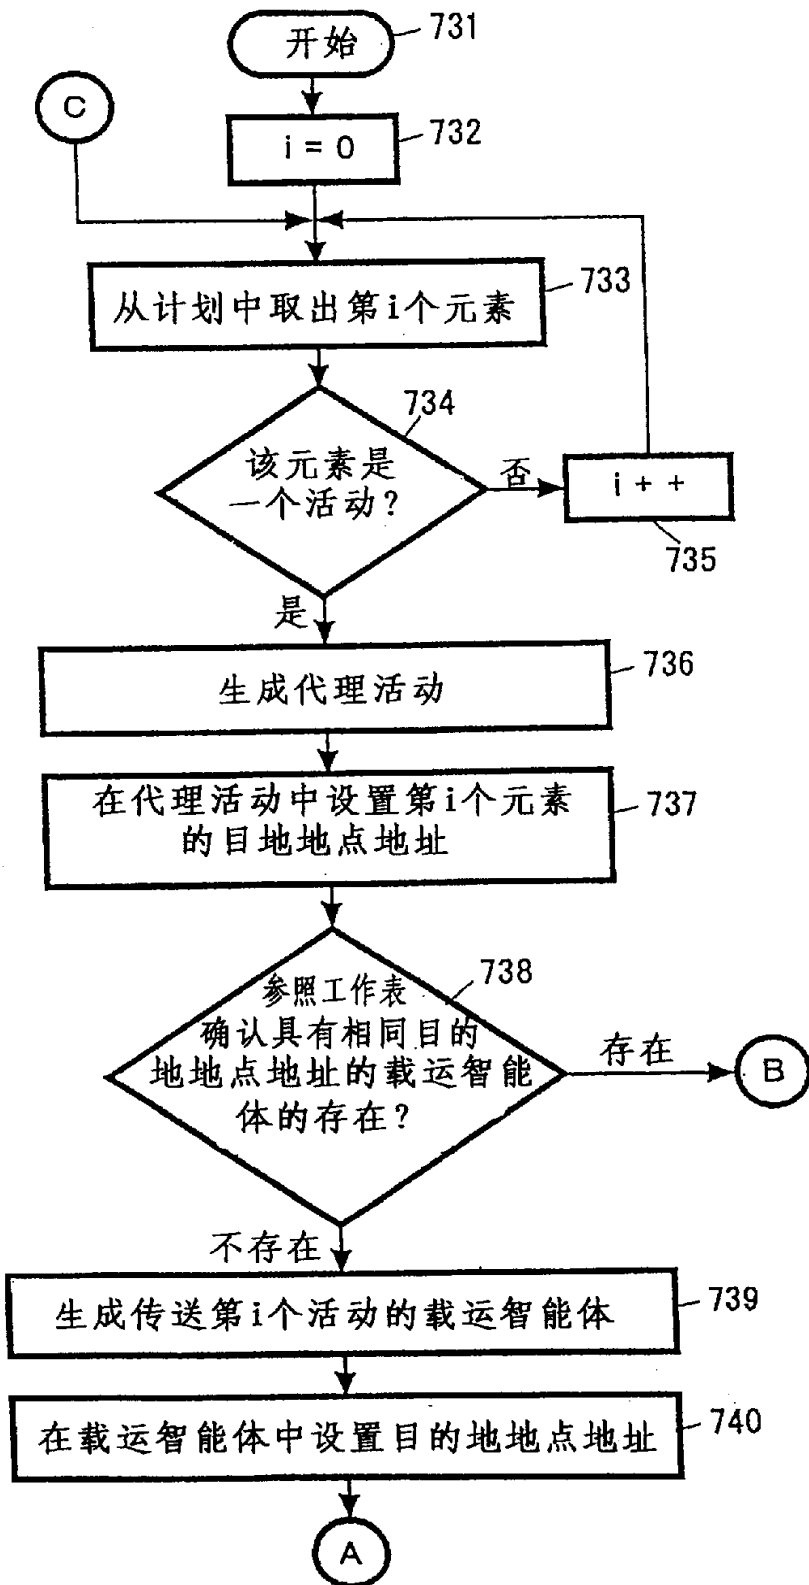 开始
731
C
i = 0
732
从计划中取出第i个元素
733
734
该元素是
一个活动?
否
i + +
735
是
生成代理活动
736
在代理活动中设置第i个元素
的目地地点地址
737
738
参照工作表
确认具有相同目的
地地点地址的载运智能
体的存在?
存在
B
不存在
生成传送第i个活动的载运智能体
739
在载运智能体中设置目的地地点地址
740
A